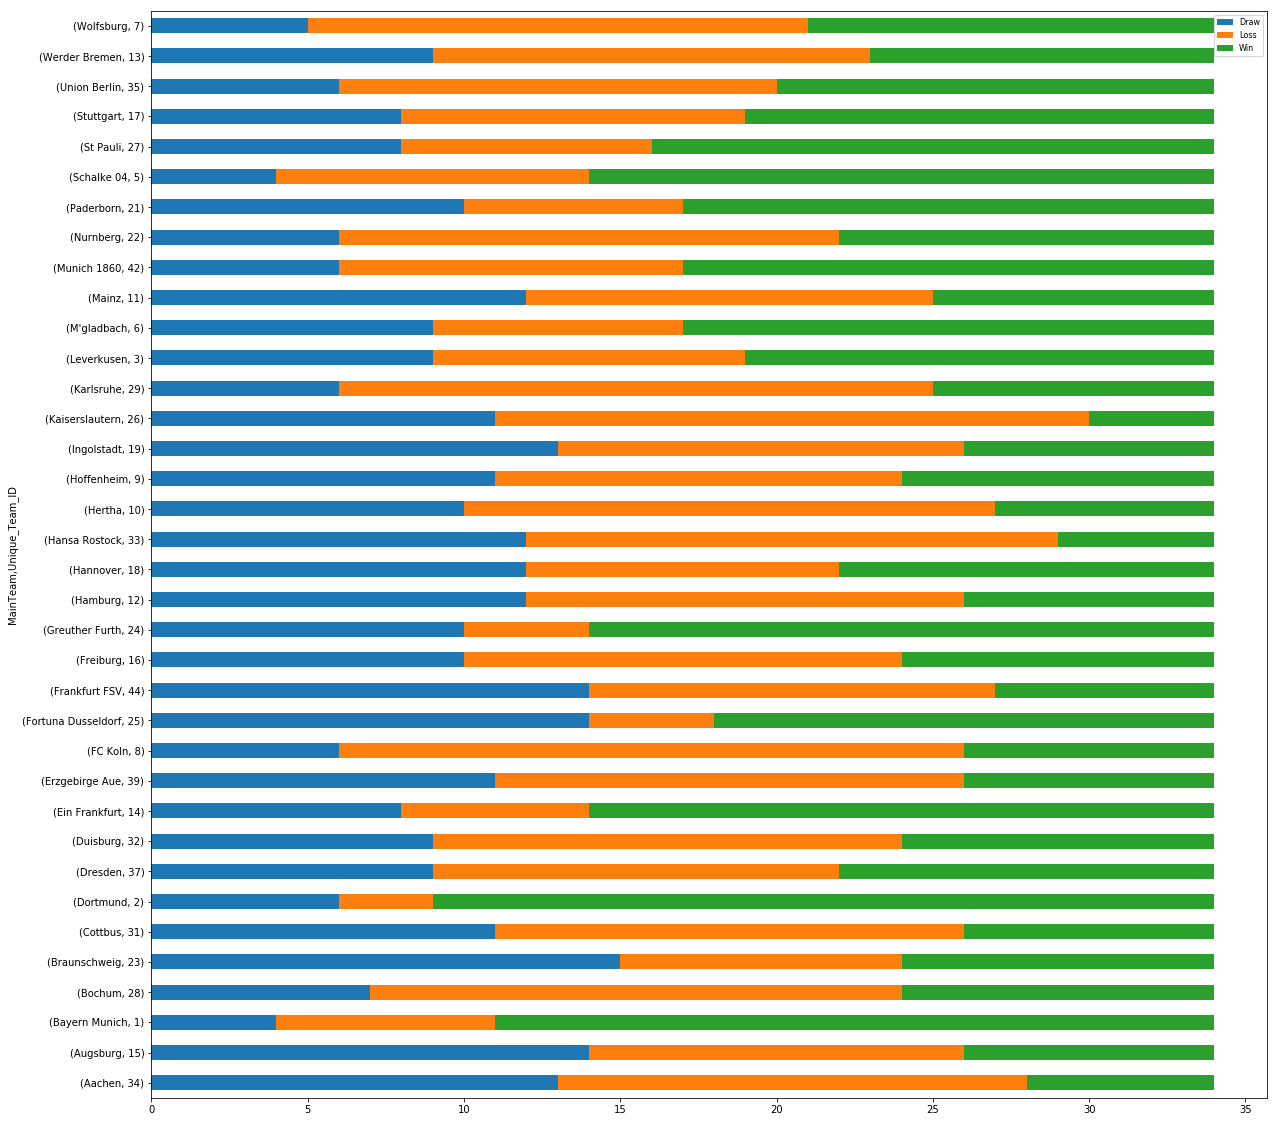 (Wolfsburg, 7)
(Werder Bremen, 13)
(Union Berlin, 35)
(Stuttgart, 17)
(St Pauli, 27)
(Schalke 04, 5)
(Paderborn, 21)
(Nurnberg, 22)
(Munich 1860, 42)
(Mainz, 11)
(M'gladbach, 6)
(Leverkusen, 3)
(Karlsruhe, 29)
(Kaiserslautern, 26)
(Ingolstadt, 19)
(Hoffenheim, 9)
(Hertha, 10)
(Hansa Rostock, 33)
(Hannover, 18)
(Hamburg, 12)
(Greuther Furth, 24)
(Freiburg, 16)
(Frankfurt FSV, 44)
(Fortuna Dusseldorf, 25)
(FC Koln, 8)
(Erzgebirge Aue, 39)
(Ein Frankfurt, 14)
(Duisburg, 32)
(Dresden, 37)
(Dortmund, 2)
(Cottbus, 31)
(Braunschweig, 23)
(Bochum, 28)
(Bayern Munich, 1)
(Augsburg, 15)
(Aachen, 34)
MainTeam,Unique_Team_ID
0 5 10 15 20 25 30 35
Draw
Loss
Win